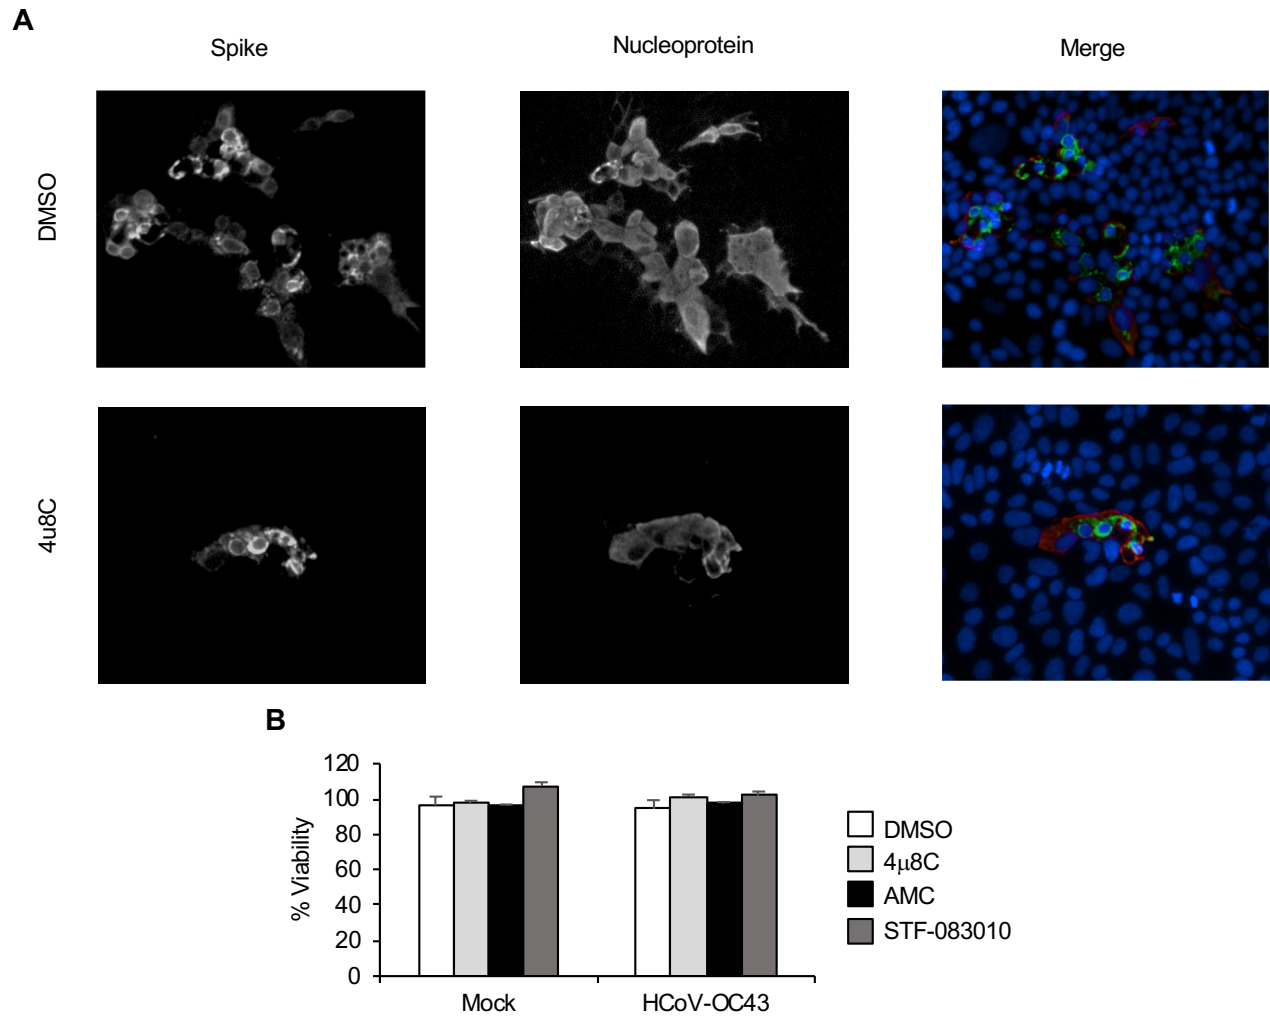 A
Spike
Nucleoprotein
Merge
DMSO
4u8C
B
120
100
80
60
40
20
0
% Viability
Mock
HCoV-OC43
DMSO
4μ8C
AMC
STF-083010